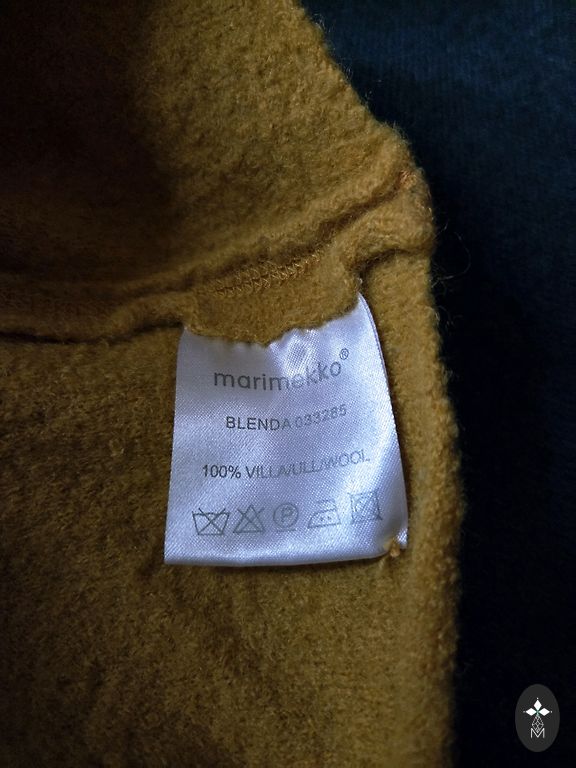 marimekko®
BLENDA 033285
100% VILLA/ULL/WOOL
P
M